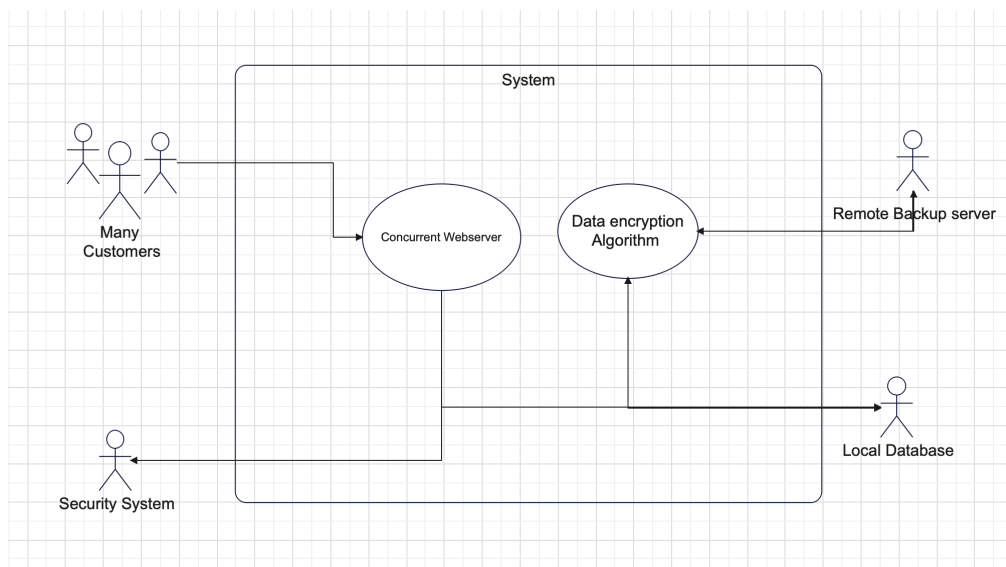 System
Many
Customers
Concurrent Webserver
Data encryption
Algorithm
Remote Backup server
Local Database
Security System